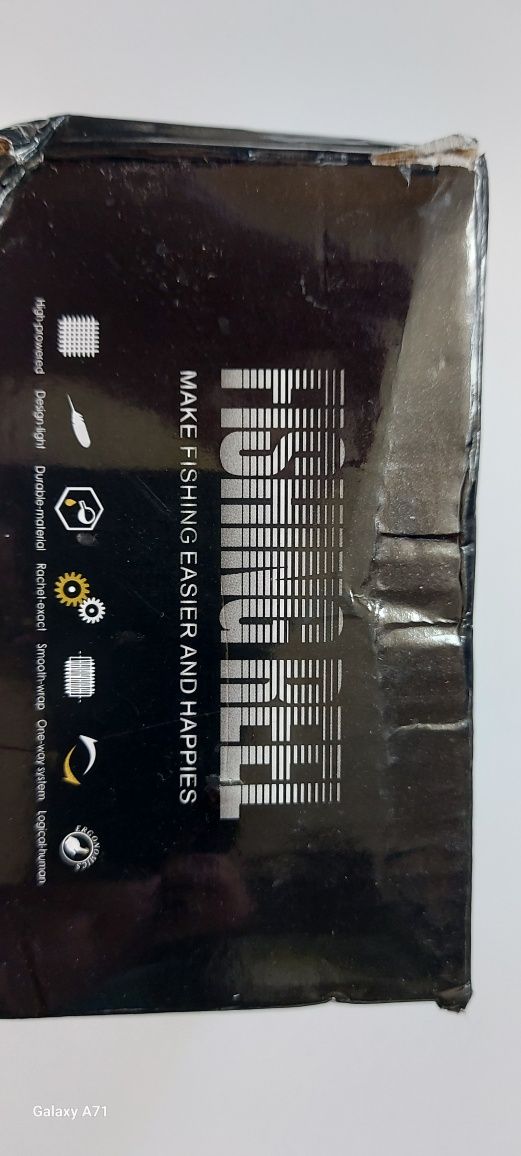 FISHING REEL
MAKE FISHING EASIER AND HAPPIES
ERGONOMICS
High-prowered Design-light Durable-material Rachet-exact Smooth-wrap One-way system Logical-human
Galaxy A71